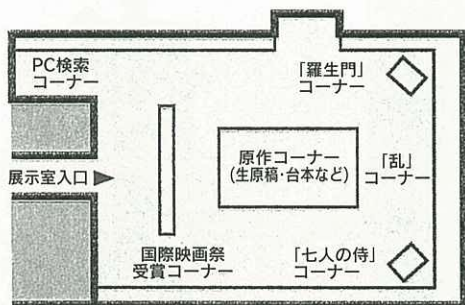 PC検索
コーナー
「羅生門」
コーナー
展示室入口▶
原作コーナー
(生原稿・台本など)
「乱」
コーナー
国際映画祭
受賞コーナー
「七人の侍」
コーナー